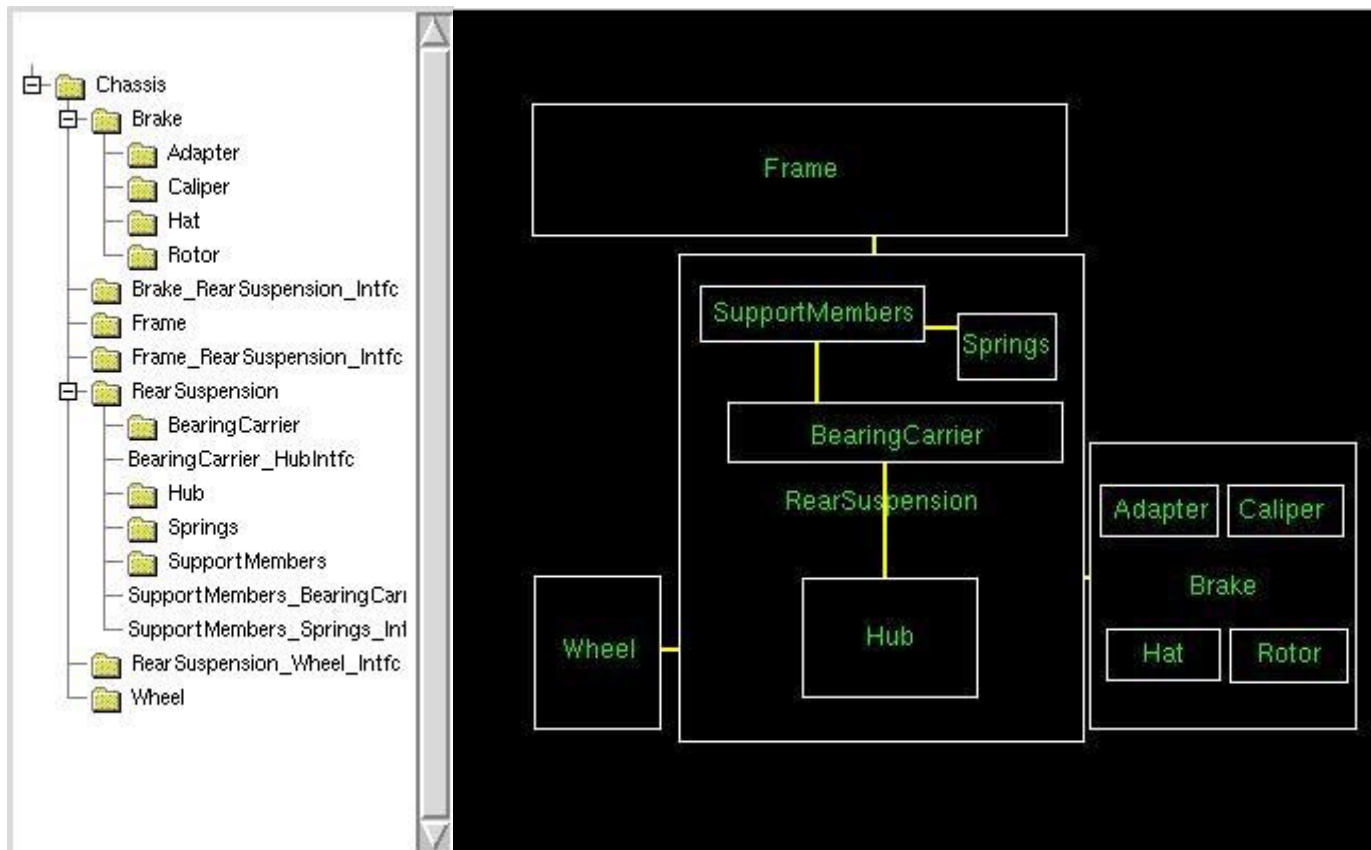 Chassis
Brake
Adapter
Caliper
Hat
Rotor
Brake_RearSuspension_Intfc
Frame
Frame_RearSuspension_Intfc
RearSuspension
BearingCarrier
BearingCarrier_HubIntfc
Hub
Springs
SupportMembers
SupportMembers_BearingCarr
SupportMembers_Springs_Int
RearSuspension_Wheel_Intfc
Wheel
Frame
SupportMembers
Springs
BearingCarrier
RearSuspension
Adapter Caliper
Brake
Wheel
Hub
Hat Rotor